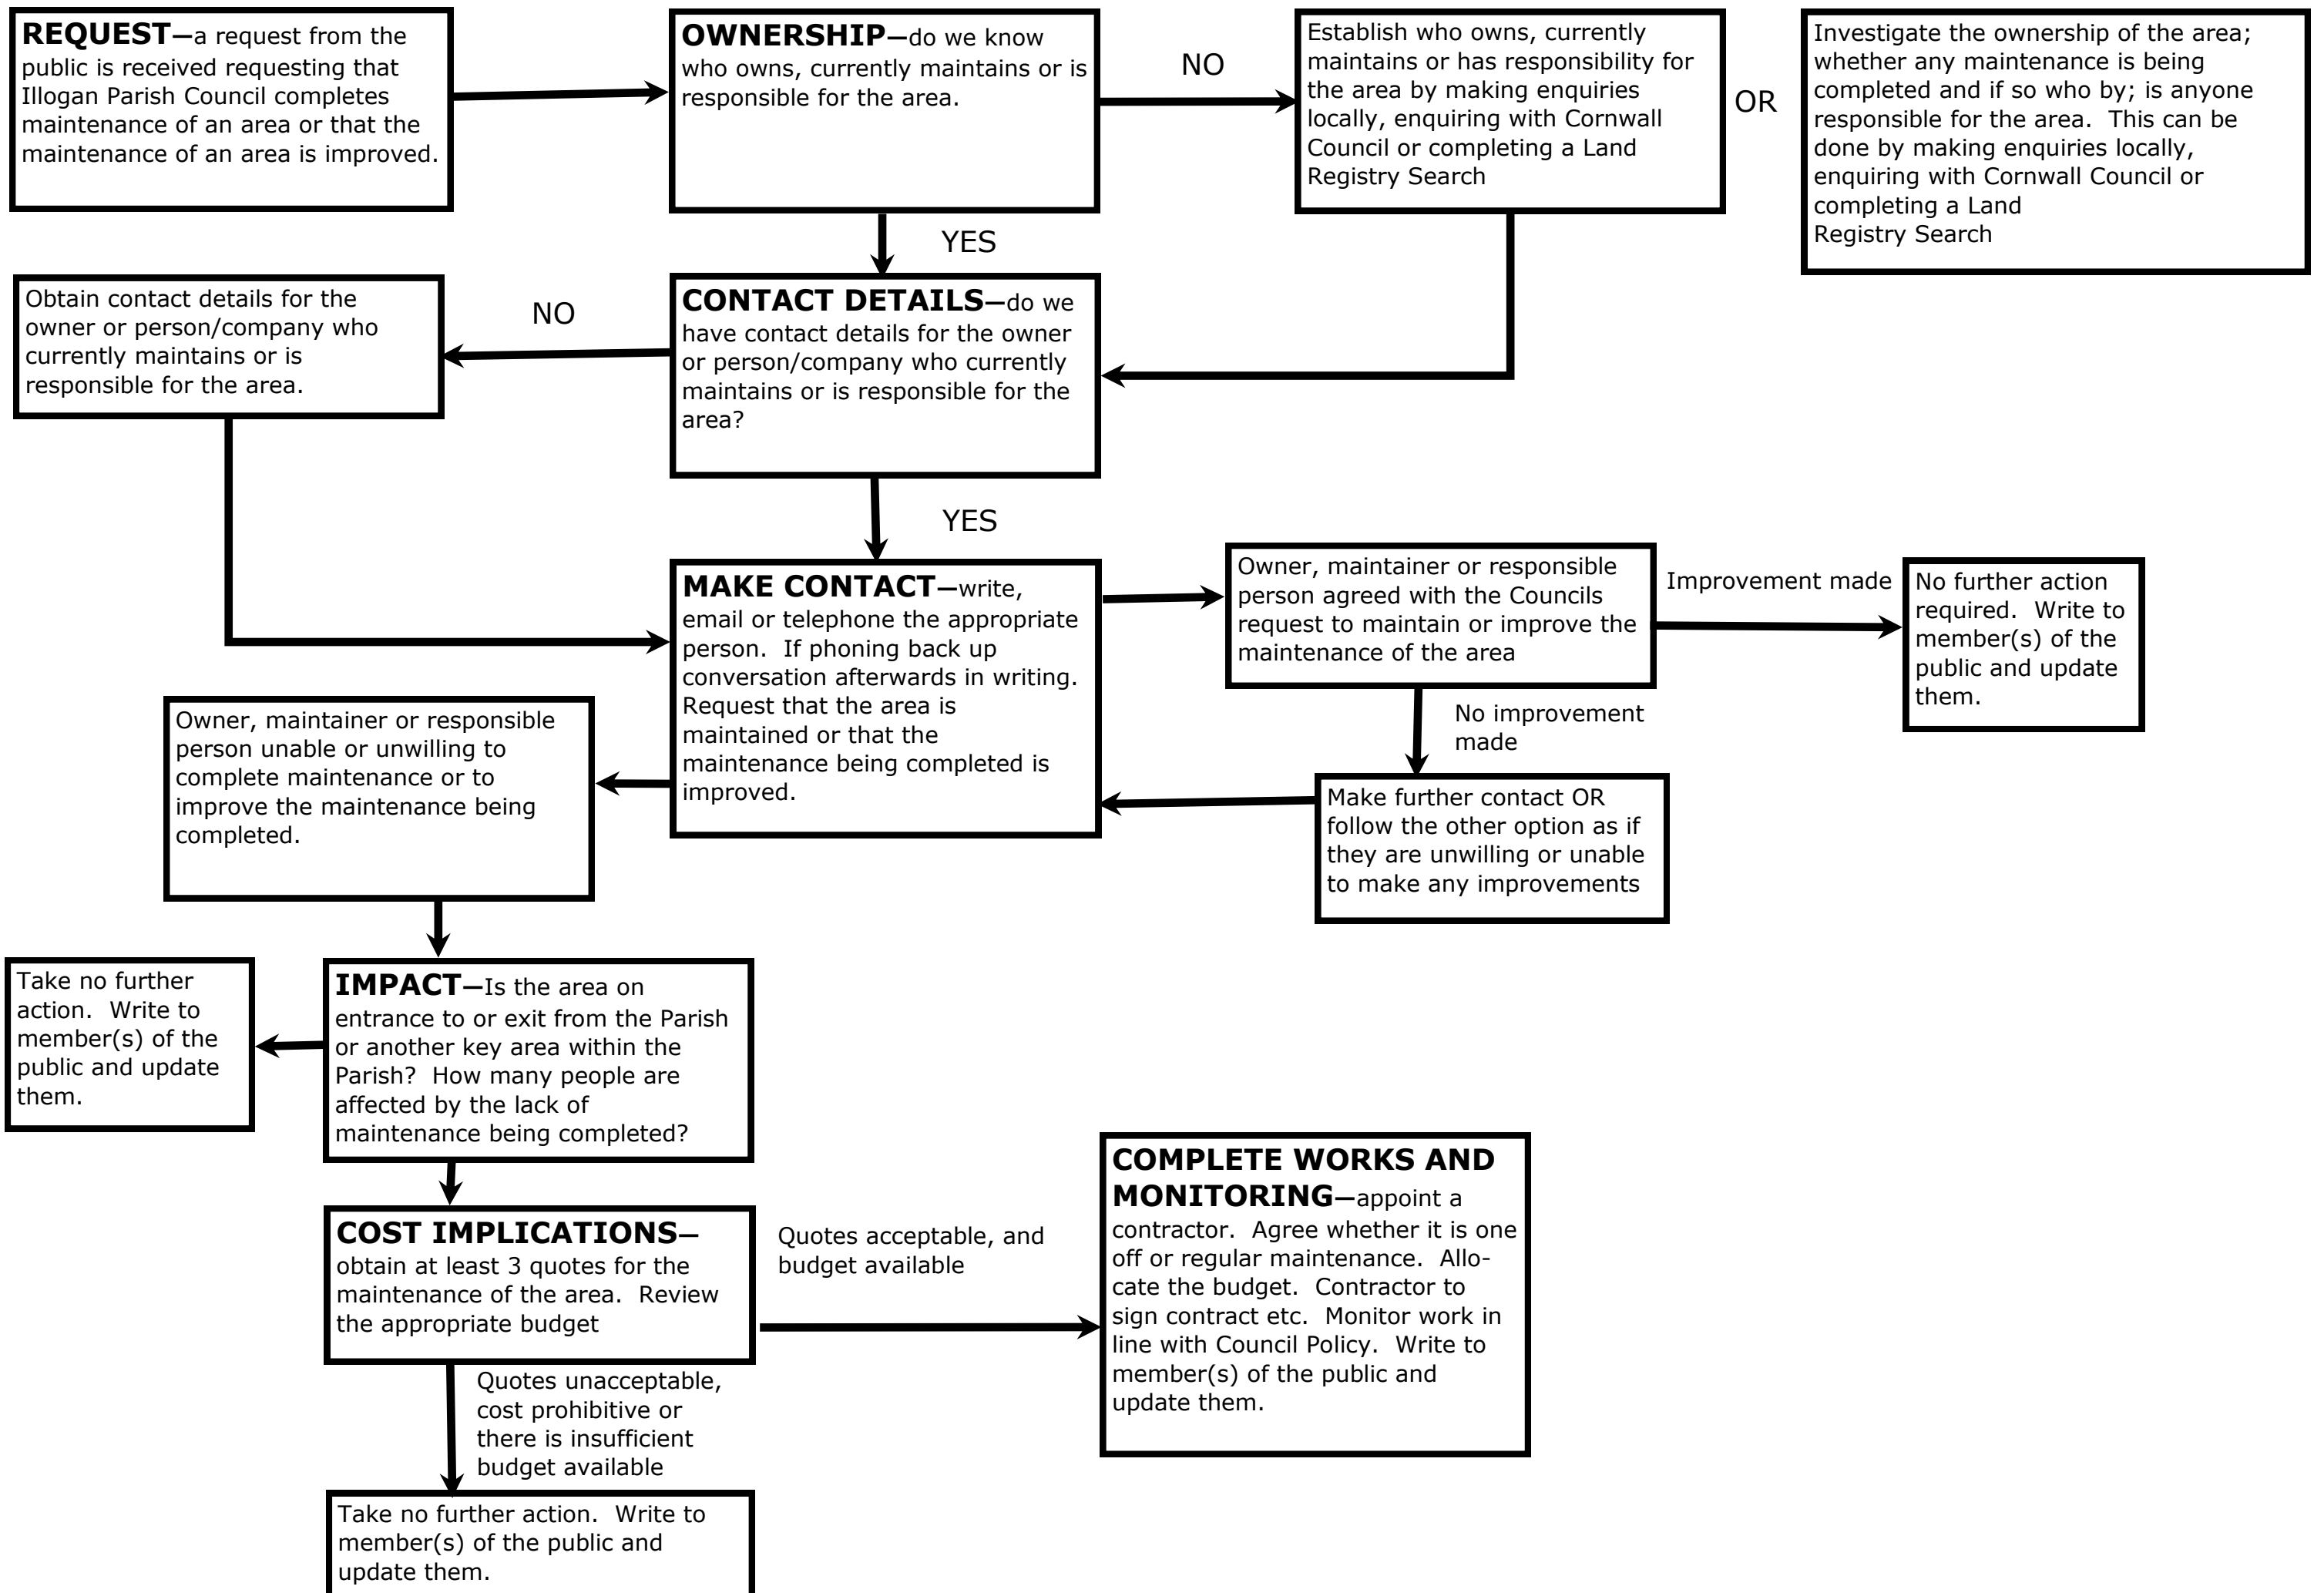 REQUEST—a request from the
public is received requesting that
Illogan Parish Council completes
maintenance of an area or that the
maintenance of an area is improved.
OWNERSHIP—do we know
who owns, currently maintains or is
responsible for the area.
NO
Establish who owns, currently
maintains or has responsibility for
the area by making enquiries
locally, enquiring with Cornwall
Council or completing a Land
Registry Search
OR
Investigate the ownership of the area;
whether any maintenance is being
completed and if so who by; is anyone
responsible for the area.  This can be
done by making enquiries locally,
enquiring with Cornwall Council or
completing a Land
Registry Search
YES
Obtain contact details for the
owner or person/company who
currently maintains or is
responsible for the area.
NO
CONTACT DETAILS—do we
have contact details for the owner
or person/company who currently
maintains or is responsible for the
area?
YES
MAKE CONTACT—write,
email or telephone the appropriate
person.  If phoning back up
conversation afterwards in writing.
Request that the area is
maintained or that the
maintenance being completed is
improved.
Owner, maintainer or responsible
person agreed with the Councils
request to maintain or improve the
maintenance of the area
Improvement made
No further action
required.  Write to
member(s) of the
public and update
them.
No improvement
made
Make further contact OR
follow the other option as if
they are unwilling or unable
to make any improvements
Owner, maintainer or responsible
person unable or unwilling to
complete maintenance or to
improve the maintenance being
completed.
Take no further
action.  Write to
member(s) of the
public and update
them.
IMPACT—Is the area on
entrance to or exit from the Parish
or another key area within the
Parish?  How many people are
affected by the lack of
maintenance being completed?
COST IMPLICATIONS—
obtain at least 3 quotes for the
maintenance of the area.  Review
the appropriate budget
Quotes acceptable, and
budget available
COMPLETE WORKS AND
MONITORING—appoint a
contractor.  Agree whether it is one
off or regular maintenance.  Allo-
cate the budget.  Contractor to
sign contract etc.  Monitor work in
line with Council Policy.  Write to
member(s) of the public and
update them.
Quotes unacceptable,
cost prohibitive or
there is insufficient
budget available
Take no further action.  Write to
member(s) of the public and
update them.